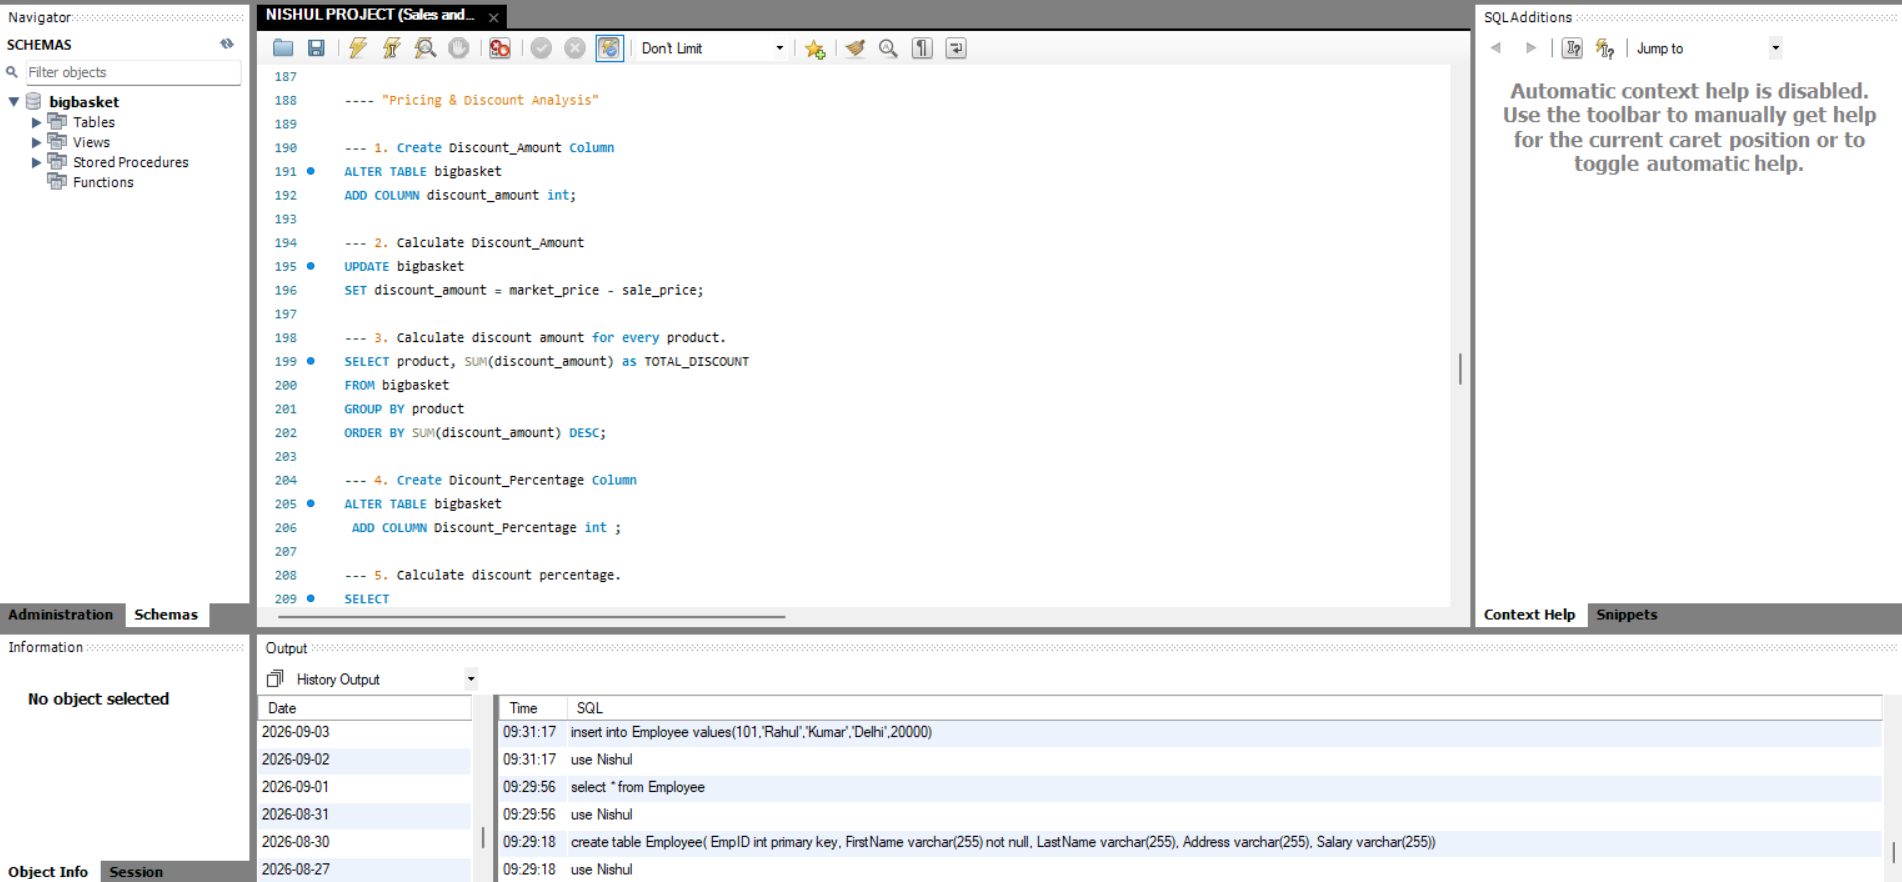 Navigator
SCHEMAS
Filter objects
bigbasket
Tables
Views
Stored Procedures
Functions
Administration
Schemas
Information
No object selected
Object Info
Session
NISHUL PROJECT (Sales and...
Don't Limit
187
188 ---- "Pricing & Discount Analysis"
189
190 --- 1. Create Discount_Amount Column
191 ALTER TABLE bigbasket
192 ADD COLUMN discount_amount int;
193
194 --- 2. Calculate Discount_Amount
195 UPDATE bigbasket
196 SET discount_amount = market_price - sale_price;
197
198 --- 3. Calculate discount amount for every product.
199 SELECT product, SUM(discount_amount) as TOTAL_DISCOUNT
200 FROM bigbasket
201 GROUP BY product
202 ORDER BY SUM(discount_amount) DESC;
203
204 --- 4. Create Dicount_Percentage Column
205 ALTER TABLE bigbasket
206 ADD COLUMN Discount_Percentage int ;
207
208 --- 5. Calculate discount percentage.
209 SELECT
SQLAdditions
Jump to
Automatic context help is disabled.
Use the toolbar to manually get help
for the current caret position or to
toggle automatic help.
Context Help
Snippets
Output
History Output
Date
2026-09-03
2026-09-02
2026-09-01
2026-08-31
2026-08-30
2026-08-27
Time SQL
09:31:17 insert into Employee values(101,'Rahul','Kumar','Delhi',20000)
09:31:17 use Nishul
09:29:56 select * from Employee
09:29:56 use Nishul
09:29:18 create table Employee( EmpID int primary key, FirstName varchar(255) not null, LastName varchar(255), Address varchar(255), Salary varchar(255))
09:29:18 use Nishul